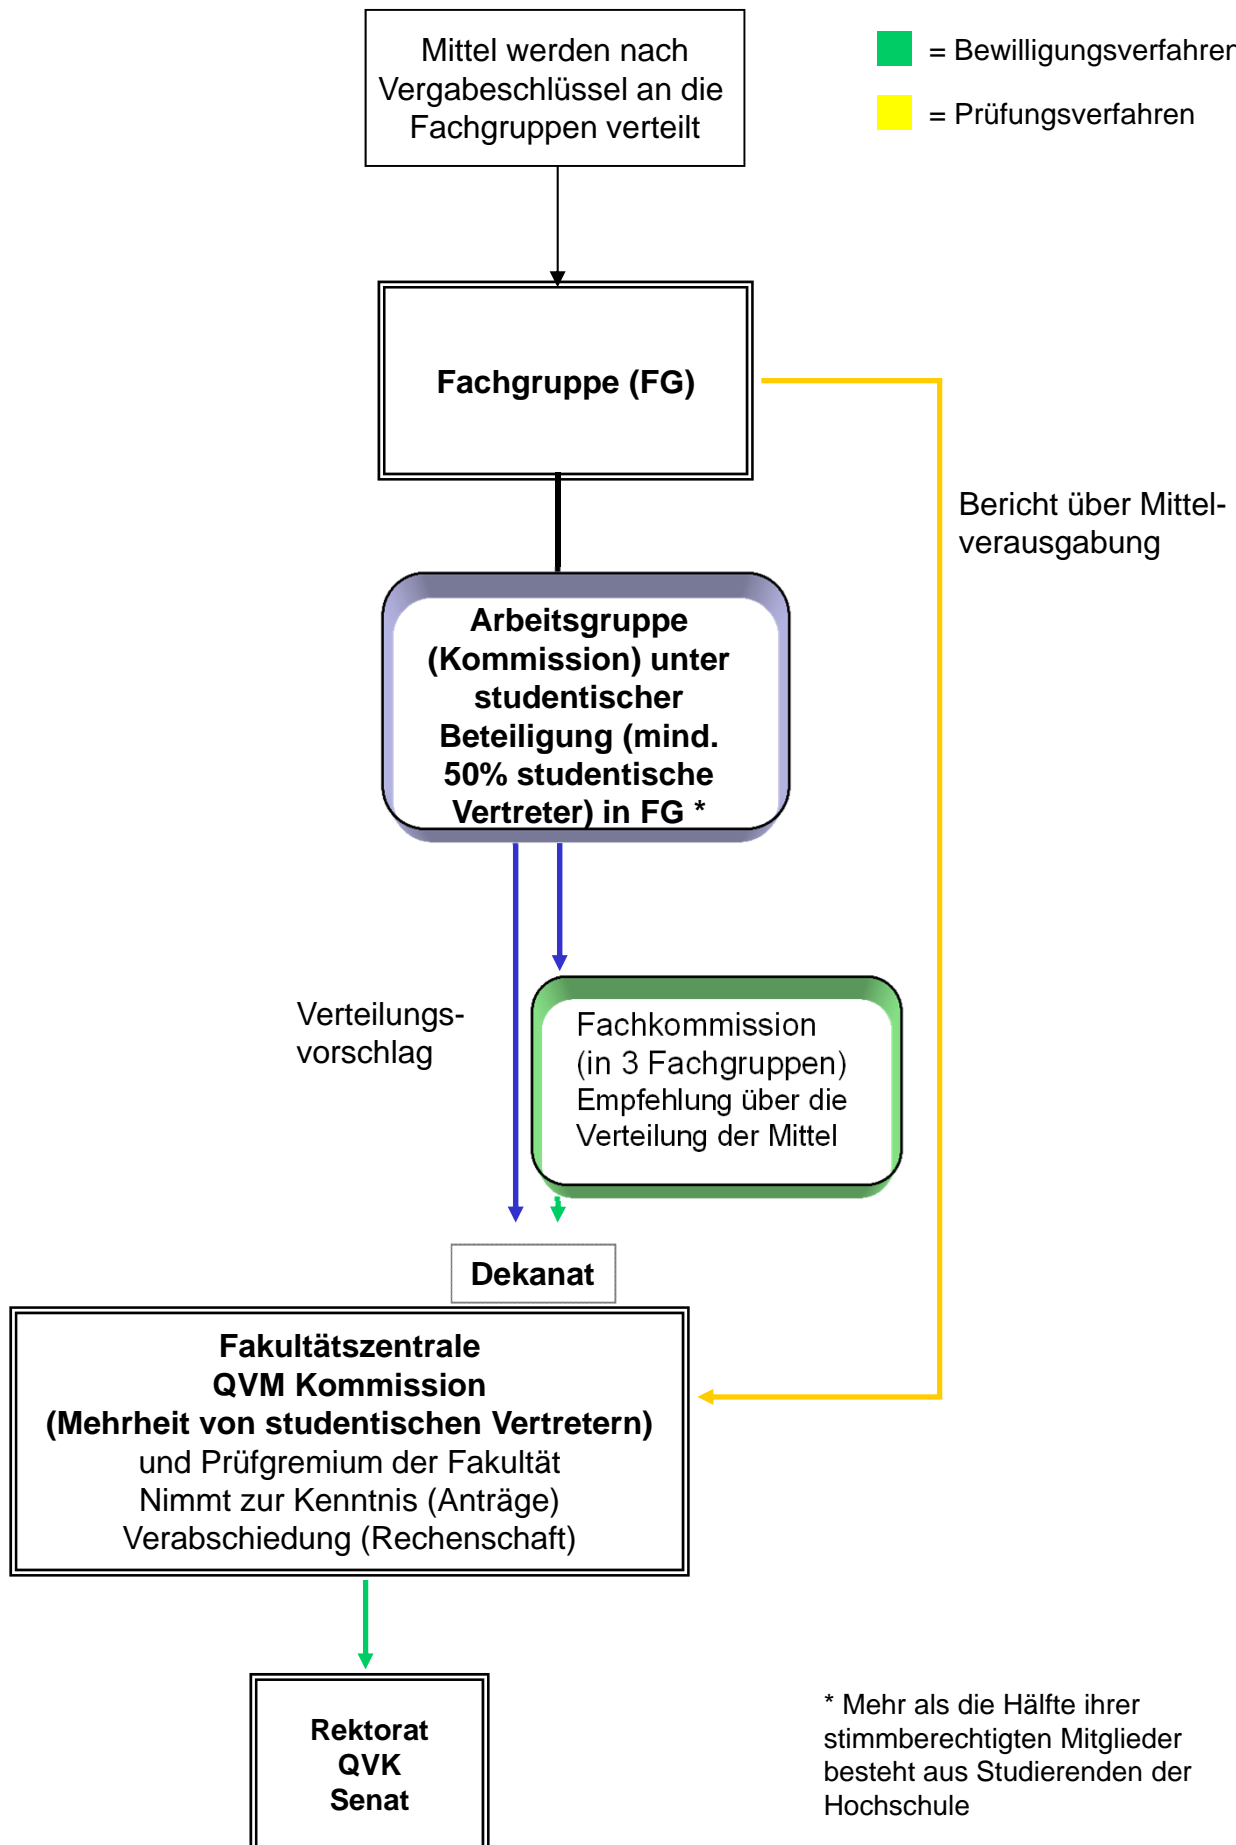 Mittel werden nach
Vergabeschlüssel an die
Fachgruppen verteilt
= Bewilligungsverfahren
= Prüfungsverfahren
Fachgruppe (FG)
Bericht über Mittel-
verausgabung
Arbeitsgruppe
(Kommission) unter
studentischer
Beteiligung (mind.
50% studentische
Vertreter) in FG *
Verteilungs-
vorschlag
Fachkommission
(in 3 Fachgruppen)
Empfehlung über die
Verteilung der Mittel
Dekanat
Fakultätszentrale
QVM Kommission
(Mehrheit von studentischen Vertretern)
und Prüfgremium der Fakultät
Nimmt zur Kenntnis (Anträge)
Verabschiedung (Rechenschaft)
Rektorat
QVK
Senat
* Mehr als die Hälfte ihrer
stimmberechtigten Mitglieder
besteht aus Studierenden der
Hochschule